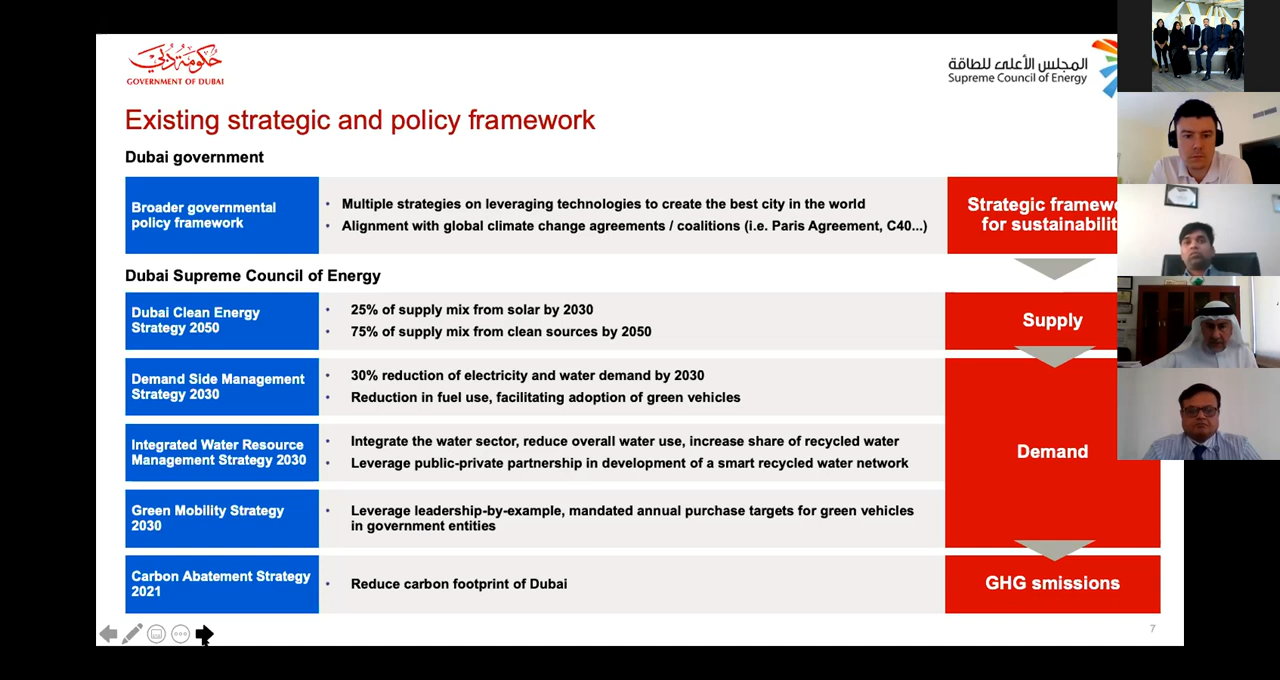 حكومة دبي
GOVERNMENT OF DUBAI
المجلس الأعلى للطاقة
Supreme Council of Energy
Existing strategic and policy framework
Dubai government
Broader governmental
policy framework
• Multiple strategies on leveraging technologies to create the best city in the world
• Alignment with global climate change agreements / coalitions (i.e. Paris Agreement, C40...)
Strategic framewo
for sustainabilit
Dubai Supreme Council of Energy
Dubai Clean Energy
Strategy 2050
• 25% of supply mix from solar by 2030
• 75% of supply mix from clean sources by 2050
Supply
Demand Side Management
Strategy 2030
• 30% reduction of electricity and water demand by 2030
• Reduction in fuel use, facilitating adoption of green vehicles
Integrated Water Resource
Management Strategy 2030
• Integrate the water sector, reduce overall water use, increase share of recycled water
• Leverage public-private partnership in development of a smart recycled water network
Demand
Green Mobility Strategy
2030
• Leverage leadership-by-example, mandated annual purchase targets for green vehicles
in government entities
Carbon Abatement Strategy
2021
• Reduce carbon footprint of Dubai
GHG smissions
7